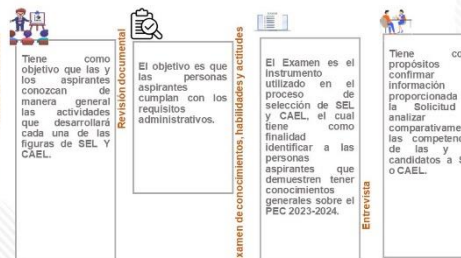 Tiene como
objetivo que las y
los aspirantes
conozcan de
manera general
las actividades
que desarrollará
cada una de las
figuras de SEL Y
CAEL.
Revisión documental
El objetivo es que
las personas
aspirantes
cumplan con los
requisitos
administrativos.
xamen de conocimientos, habilidades y actitudes
El Examen es el
instrumento
utilizado en el
proceso de
selección de SEL
y CAEL, el cual
tiene como
finalidad
identificar a las
personas
aspirantes que
demuestren tener
conocimientos
generales sobre el
PEC 2023-2024.
Entrevista
Tiene co
propósitos
confirmar
información
proporcionada
la Solicitud
analizar
comparativame
las competenc
de las y
candidatos a S
o CAEL.